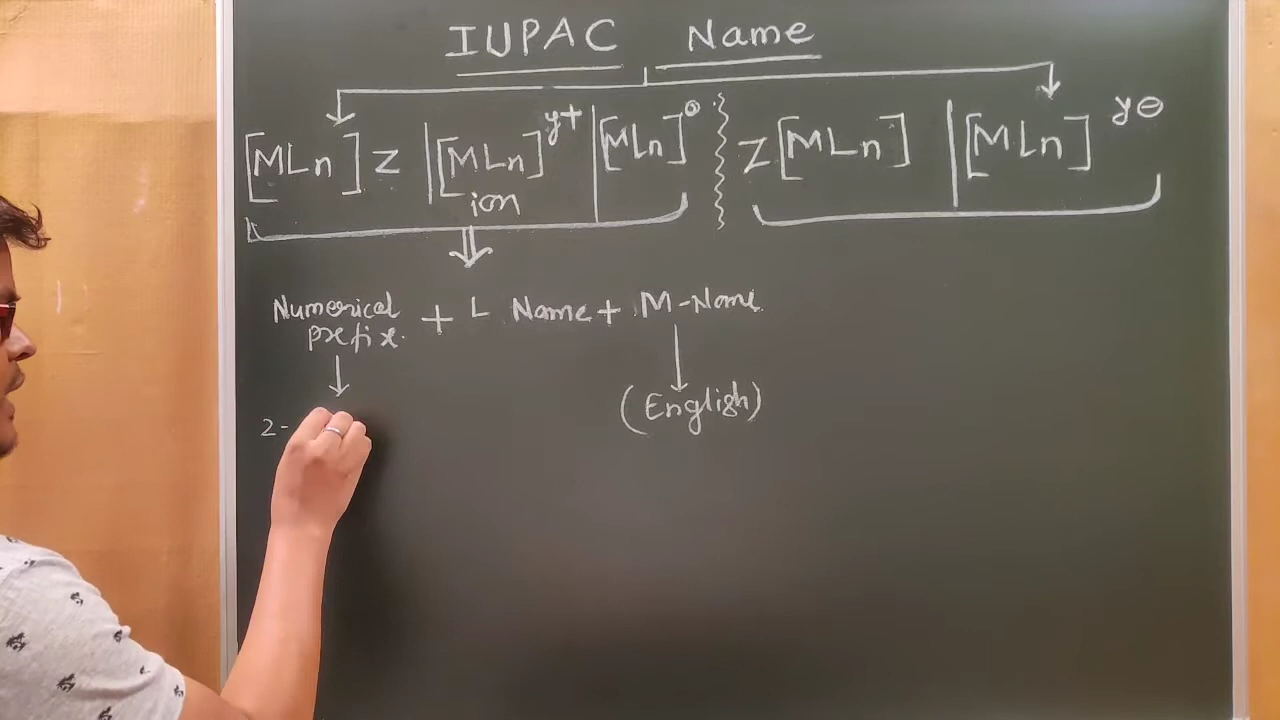 IUPAC Name
[MLn] Z | [MLn]^y+ | [MLn]^0 Z [MLn] | [MLn]^y⊖
ion
Numerical + L Name + M-Name
prefix.
(English)
2-